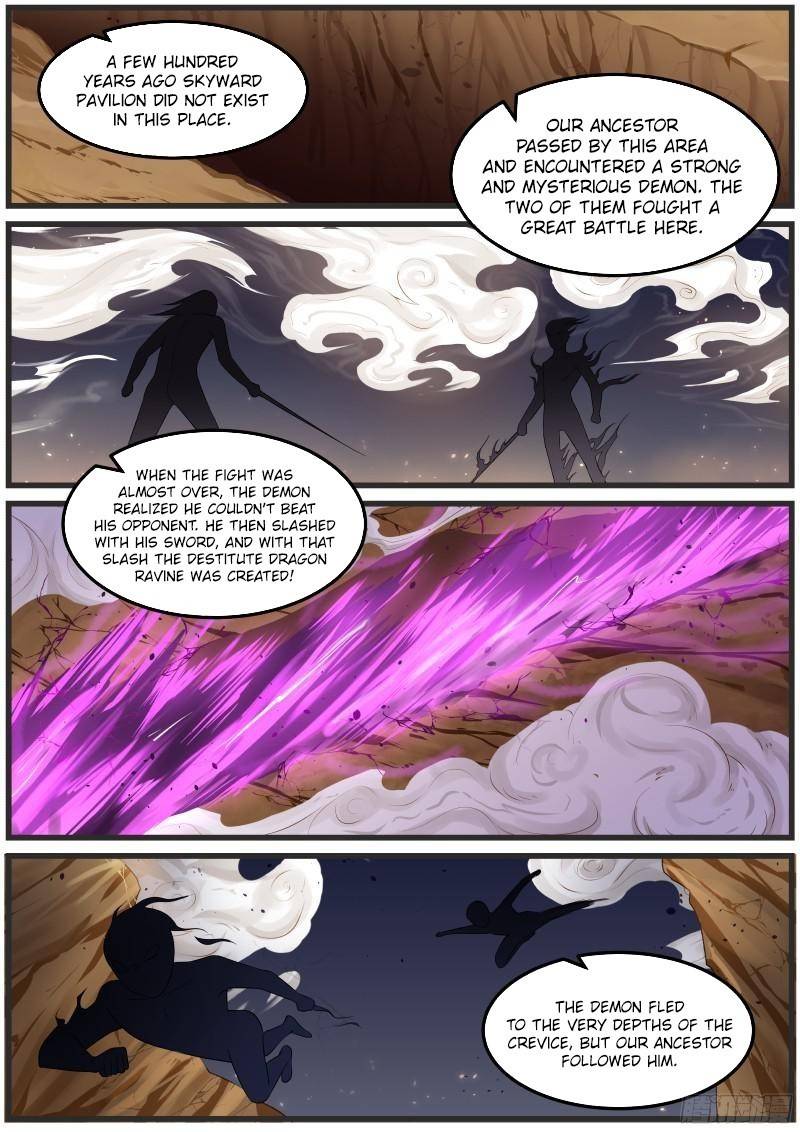 A FEW HUNDRED
YEARS AGO SKYWARD
PAVILION DID NOT EXIST
IN THIS PLACE.
OUR ANCESTOR
PASSED BY THIS AREA
AND ENCOUNTERED A STRONG
AND MYSTERIOUS DEMON. THE
TWO OF THEM FOUGHT A
GREAT BATTLE HERE.
WHEN THE FIGHT WAS
ALMOST OVER, THE DEMON
REALIZED HE COULDN'T BEAT
HIS OPPONENT. HE THEN SLASHED
WITH HIS SWORD, AND WITH THAT
SLASH THE DESTITUTE DRAGON
RAVINE WAS CREATED!
THE DEMON FLED
TO THE VERY DEPTHS OF THE
CREVICE, BUT OUR ANCESTOR
FOLLOWED HIM.